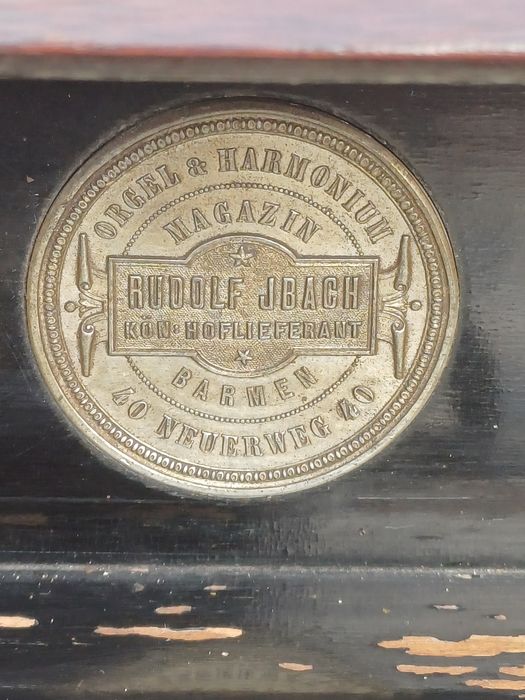 ORGEL & HARMONIUM
MAGAZIN
RUDOLF JBACH
KÖN: HOFLIEFERANT
BARMEN
40 NEUERWEG 40